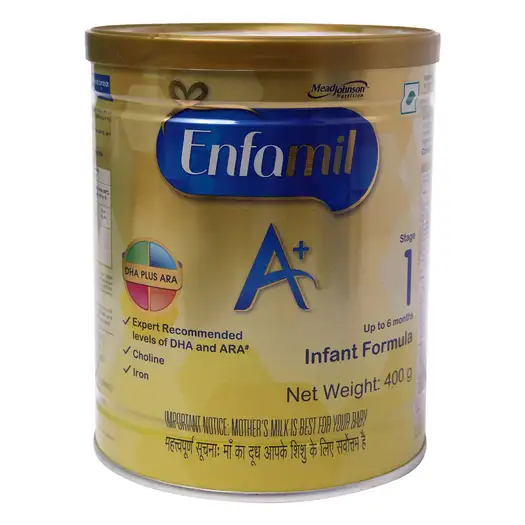 MeadJohnson
Nutrition
Enfamil
A+
DHA PLUS ARA
Stage
1
Up to 6 months
✓ Expert Recommended
levels of DHA and ARA#
✓ Choline
✓ Iron
Infant Formula
Net Weight: 400 g
IMPORTANT NOTICE: MOTHER'S MILK IS BEST FOR YOUR BABY
महत्वपूर्ण सूचना: माँ का दूध आपके शिशु के लिए सर्वोत्तम है